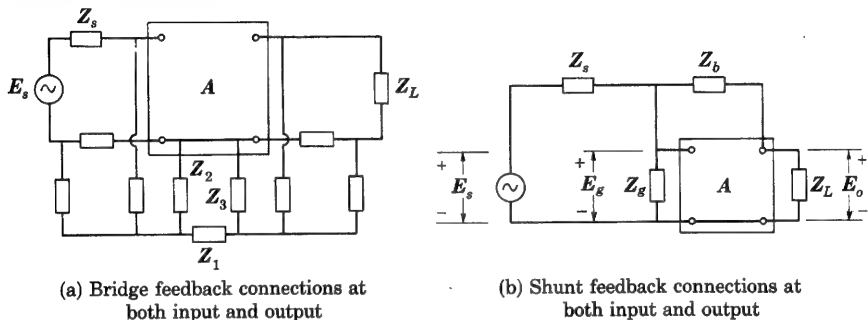 Z_s
E_s
A
Z_L
Z_2
Z_3
Z_1
(a) Bridge feedback connections at
both input and output
Z_s
Z_b
+
E_s
−
+
E_g
−
Z_g
A
Z_L
+
E_o
−
(b) Shunt feedback connections at
both input and output